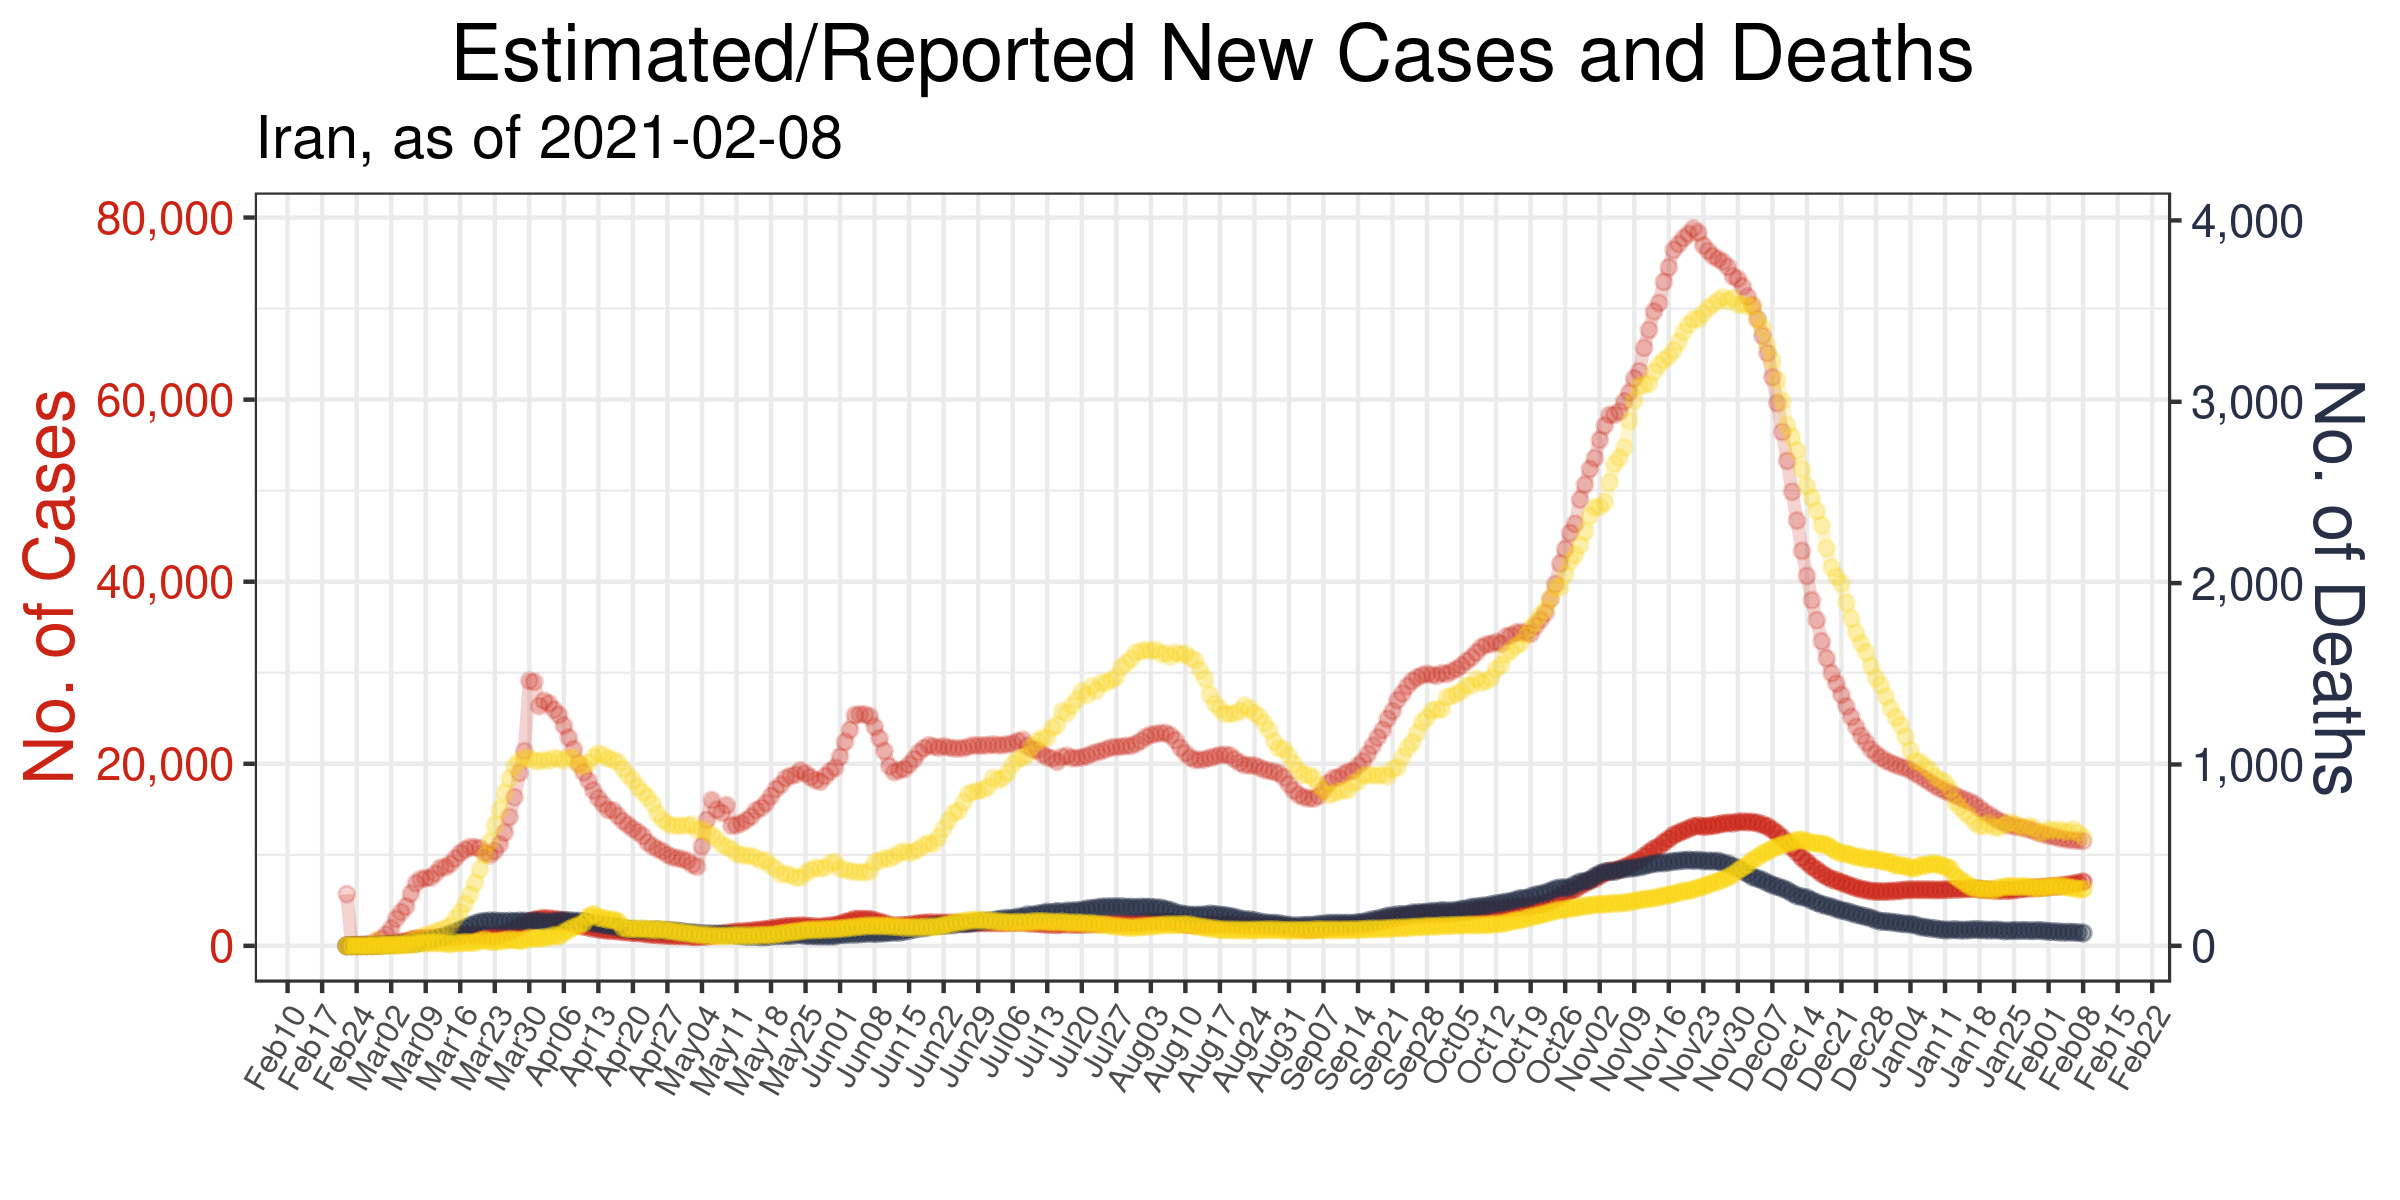 Estimated/Reported New Cases and Deaths
Iran, as of 2021-02-08
No. of Cases
80,000
60,000
40,000
20,000
0
4,000
3,000
2,000
1,000
0
No. of Deaths
Feb10
Feb17
Feb24
Mar02
Mar09
Mar16
Mar23
Mar30
Apr06
Apr13
Apr20
Apr27
May04
May11
May18
May25
Jun01
Jun08
Jun15
Jun22
Jun29
Jul06
Jul13
Jul20
Jul27
Aug03
Aug10
Aug17
Aug24
Aug31
Sep07
Sep14
Sep21
Sep28
Oct05
Oct12
Oct19
Oct26
Nov02
Nov09
Nov16
Nov23
Nov30
Dec07
Dec14
Dec21
Dec28
Jan04
Jan11
Jan18
Jan25
Feb01
Feb08
Feb15
Feb22